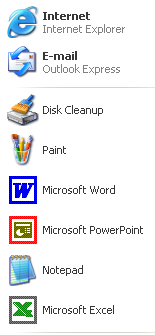 Internet
Internet Explorer
E-mail
Outlook Express
Disk Cleanup
Paint
Microsoft Word
Microsoft PowerPoint
Notepad
Microsoft Excel